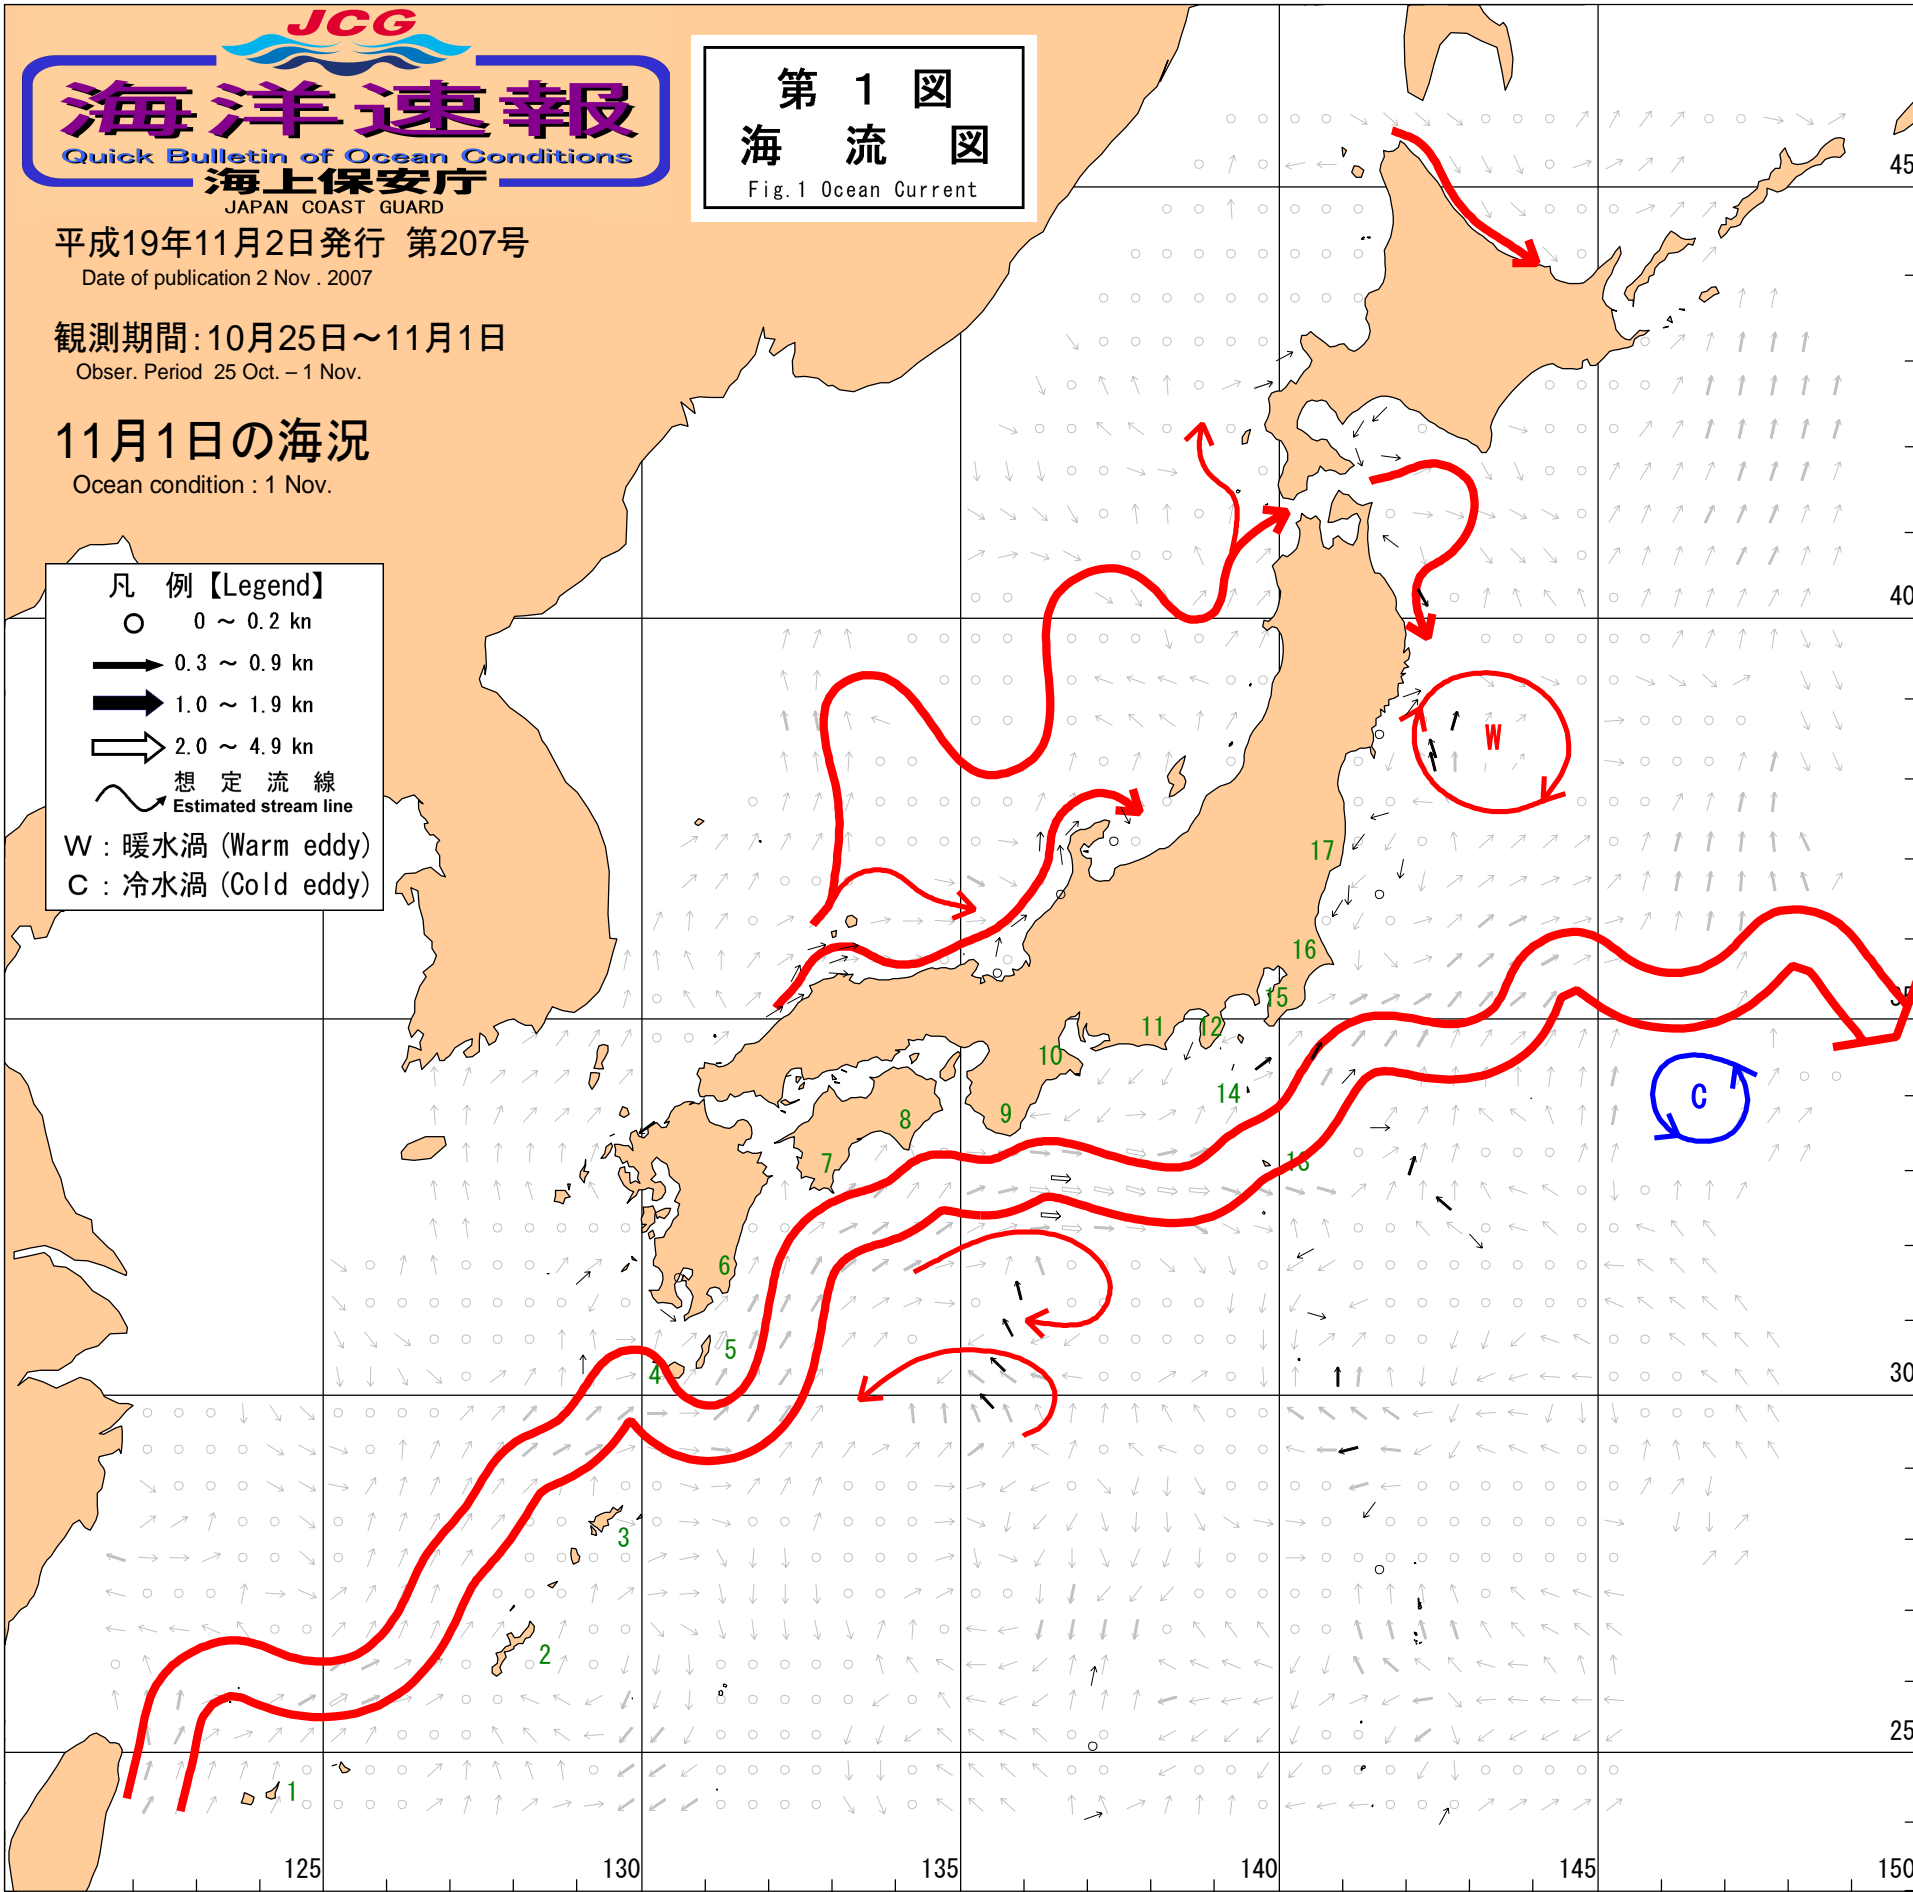 JCG
海洋速報
Quick Bulletin of Ocean Conditions
海上保安庁
JAPAN COAST GUARD
第 1 図
海 流 図
Fig.1 Ocean Current
平成19年11月2日発行 第207号
Date of publication 2 Nov . 2007
観測期間:10月25日～11月1日
Obser. Period 25 Oct. – 1 Nov.
11月1日の海況
Ocean condition : 1 Nov.
凡 例【Legend】
0 ～ 0.2 kn
0.3 ～ 0.9 kn
1.0 ～ 1.9 kn
2.0 ～ 4.9 kn
想 定 流 線
Estimated stream line
W : 暖水渦 (Warm eddy)
C : 冷水渦 (Cold eddy)
45
40
W
17
16
15
35
11
12
10
14
C
9
8
7
13
6
5
4
30
3
2
25
1
125
130
135
140
145
150